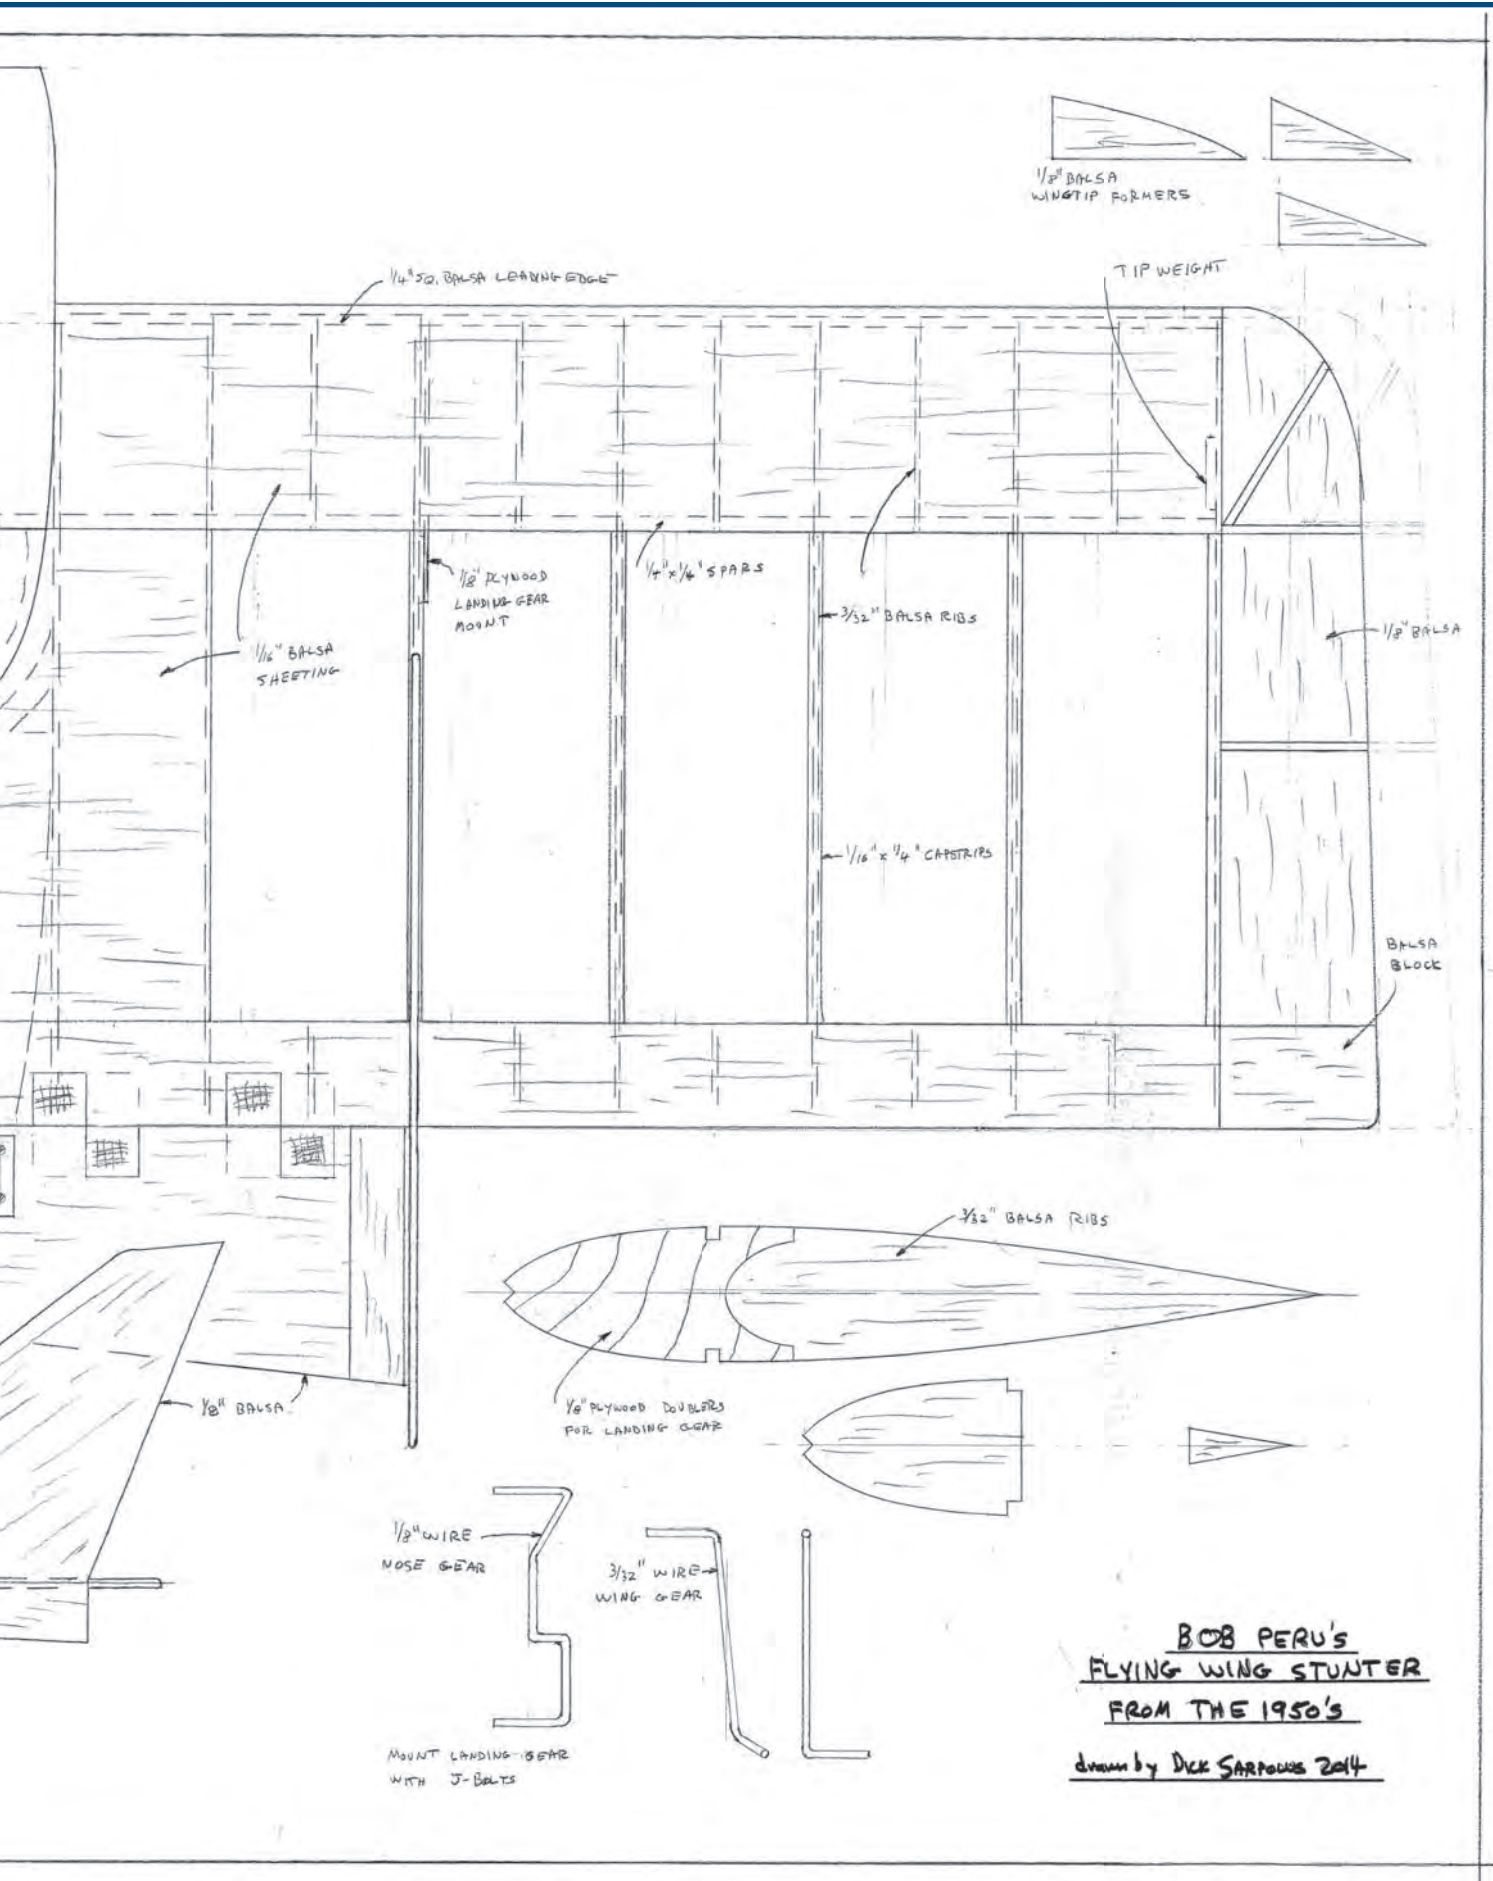 1/8" BALSA
WINGTIP FORMERS
TIP WEIGHT
1/4" SQ. BALSA LEADING EDGE
1/8" PLYWOOD
LANDING GEAR
MOUNT
1/4" x 1/4" SPARS
3/32" BALSA RIBS
1/8" BALSA
1/16" BALSA
SHEETING
1/16" x 1/4" CAPSTRIPS
BALSA
BLOCK
3/32" BALSA RIBS
1/8" BALSA
1/8" PLYWOOD DOUBLERS
FOR LANDING GEAR
1/8" WIRE
NOSE GEAR
3/32" WIRE
WING GEAR
MOUNT LANDING GEAR
WITH J-BOLTS
BOB PERU'S
FLYING WING STUNTER
FROM THE 1950'S
drawn by DICK SARPOLUS 2014